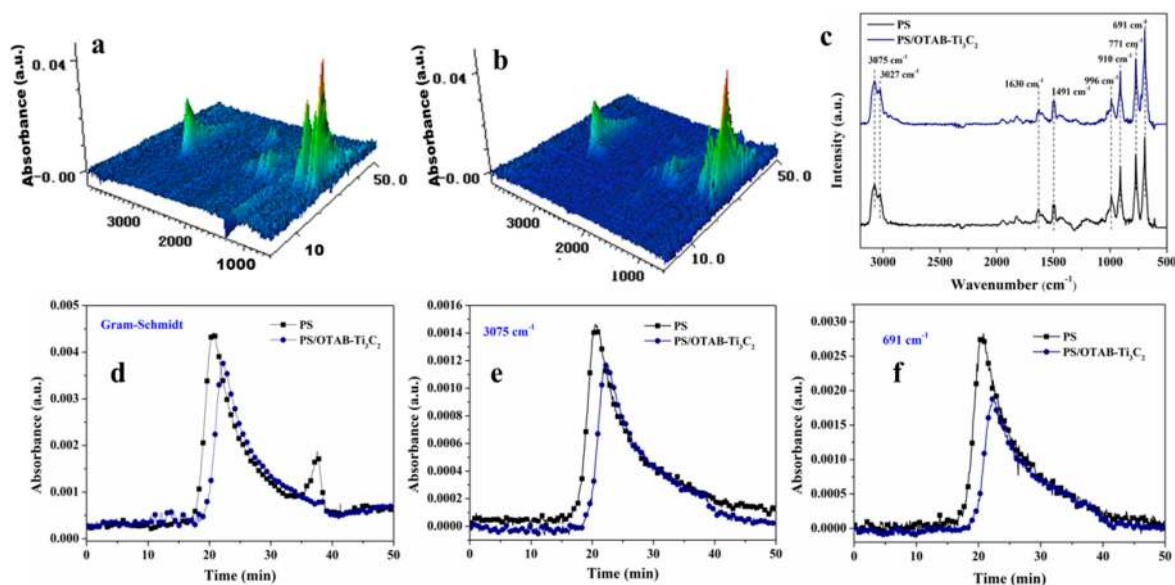 a
Absorbance (a.u.)
0.04
−0.00
3000
2000
1000
10
50.0
b
Absorbance (a.u.)
0.04
−0.00
3000
2000
1000
10.0
50.0
c
PS
PS/OTAB-Ti₃C₂
3075 cm⁻¹
3027 cm⁻¹
1630 cm⁻¹
1491 cm⁻¹
996 cm⁻¹
910 cm⁻¹
771 cm⁻¹
691 cm⁻¹
Intensity (a.u.)
3000 2500 2000 1500 1000 500
Wavenumber (cm⁻¹)
Gram-Schmidt
d
PS
PS/OTAB-Ti₃C₂
Absorbance (a.u.)
0.005
0.004
0.003
0.002
0.001
0.000
0 10 20 30 40 50
Time (min)
3075 cm⁻¹
e
PS
PS/OTAB-Ti₃C₂
Absorbance (a.u.)
0.0016
0.0014
0.0012
0.0010
0.0008
0.0006
0.0004
0.0002
0.0000
0 10 20 30 40 50
Time (min)
691 cm⁻¹
f
PS
PS/OTAB-Ti₃C₂
Absorbance (a.u.)
0.0030
0.0025
0.0020
0.0015
0.0010
0.0005
0.0000
0 10 20 30 40 50
Time (min)